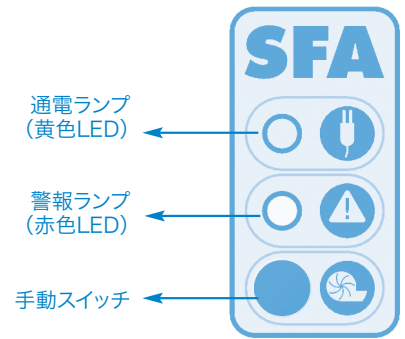 SFA
通電ランプ
（黄色LED）
警報ランプ
（赤色LED）
手動スイッチ